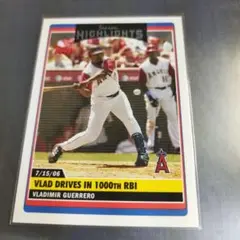 HIGHLIGHTS
7/15/06
VLAD DRIVES IN 1000TH RBI
VLADIMIR GUERRERO
A